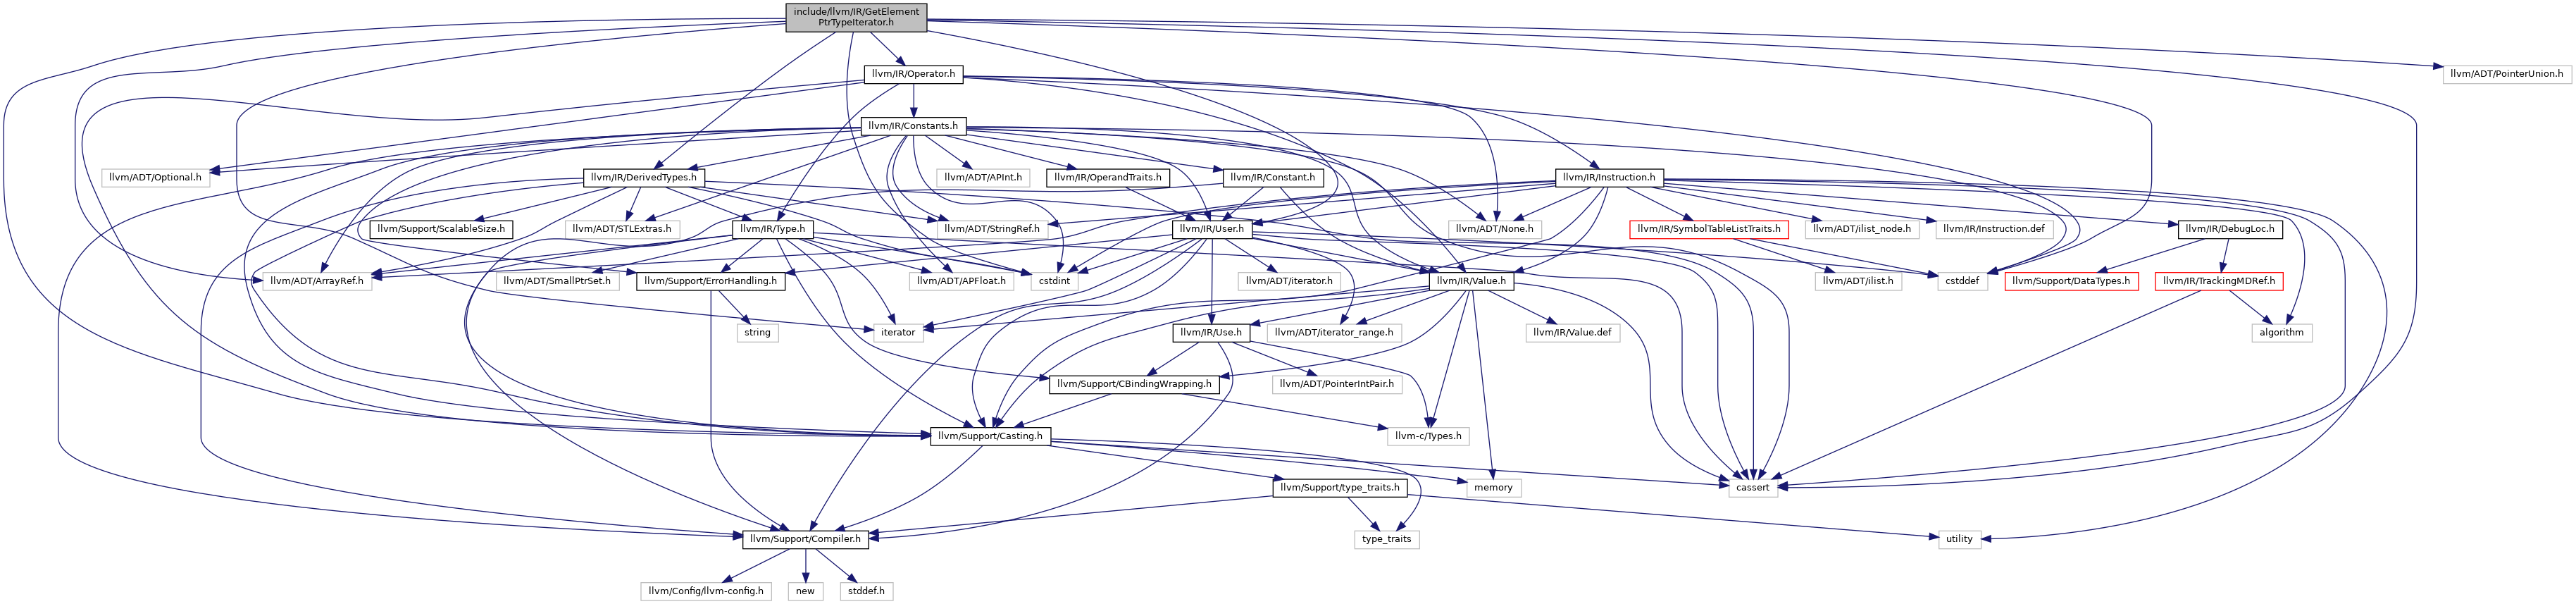 include/llvm/IR/GetElement
PtrTypeIterator.h
llvm/IR/Operator.h
llvm/ADT/PointerUnion.h
llvm/IR/Constants.h
llvm/ADT/Optional.h
llvm/IR/DerivedTypes.h
llvm/ADT/APInt.h
llvm/IR/OperandTraits.h
llvm/IR/Constant.h
llvm/IR/Instruction.h
llvm/Support/ScalableSize.h
llvm/ADT/STLExtras.h
llvm/IR/Type.h
llvm/ADT/StringRef.h
llvm/IR/User.h
llvm/ADT/None.h
llvm/IR/SymbolTableListTraits.h
llvm/ADT/ilist_node.h
llvm/IR/Instruction.def
llvm/IR/DebugLoc.h
llvm/ADT/ArrayRef.h
llvm/ADT/SmallPtrSet.h
llvm/Support/ErrorHandling.h
llvm/ADT/APFloat.h
cstdint
llvm/ADT/iterator.h
llvm/IR/Value.h
llvm/ADT/ilist.h
cstddef
llvm/Support/DataTypes.h
llvm/IR/TrackingMDRef.h
string
iterator
llvm/IR/Use.h
llvm/ADT/iterator_range.h
llvm/IR/Value.def
algorithm
llvm/Support/CBindingWrapping.h
llvm/ADT/PointerIntPair.h
llvm/Support/Casting.h
llvm-c/Types.h
llvm/Support/type_traits.h
memory
cassert
llvm/Support/Compiler.h
type_traits
utility
llvm/Config/llvm-config.h
new
stddef.h